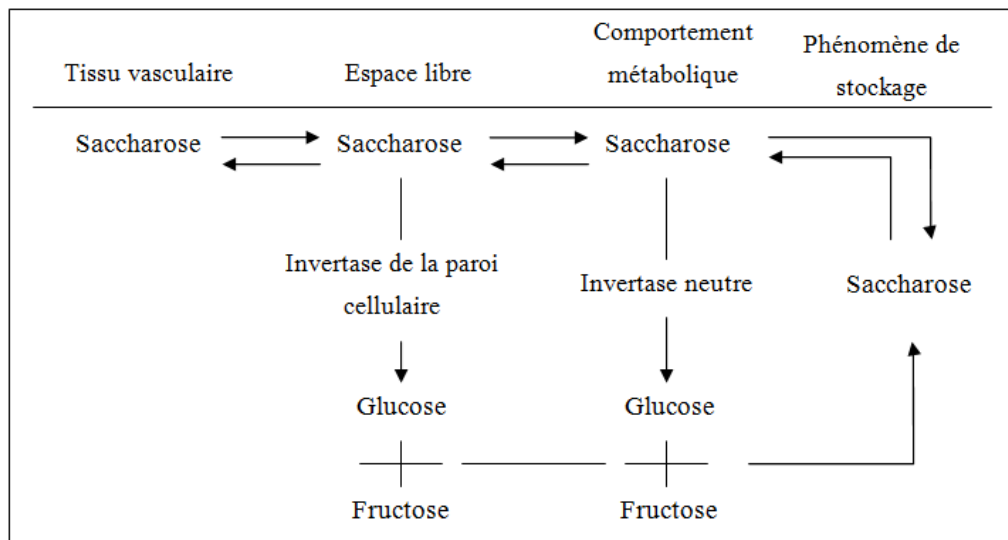 Tissu vasculaire
Espace libre
Comportement
métabolique
Phénomène de
stockage
Saccharose
Saccharose
Saccharose
Invertase de la paroi
cellulaire
Invertase neutre
Saccharose
Glucose
Glucose
Fructose
Fructose